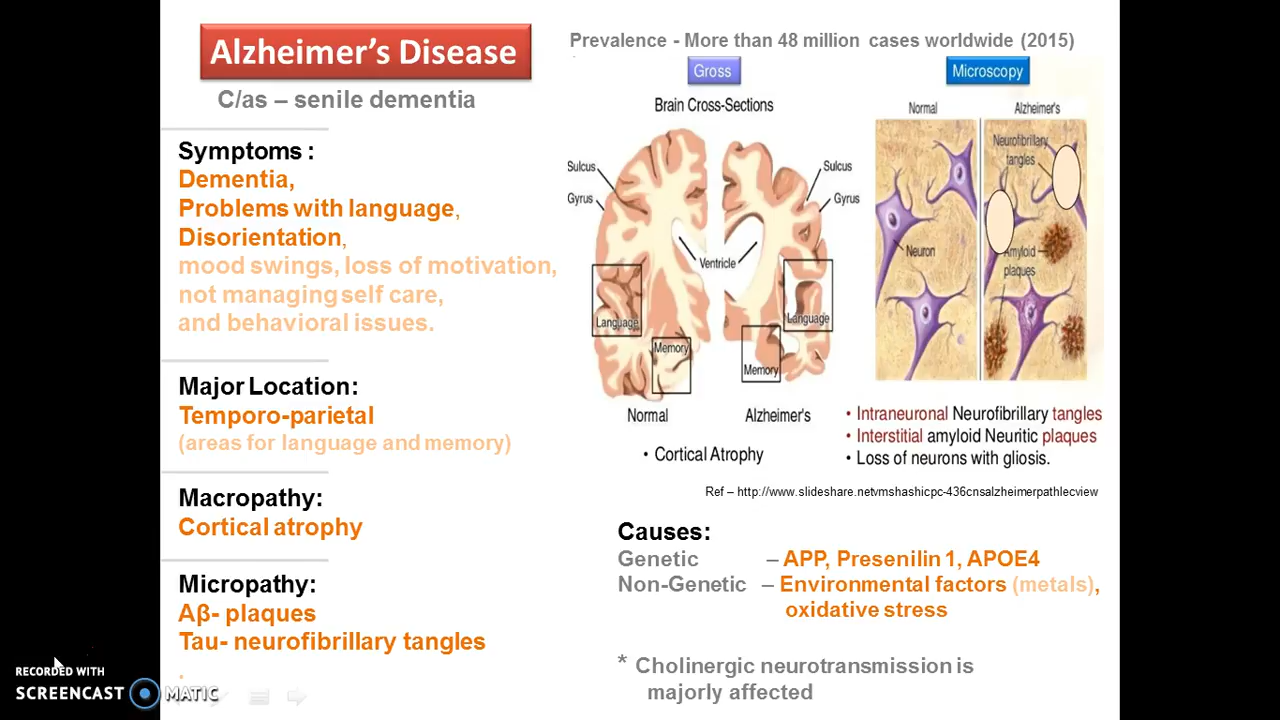 Alzheimer's Disease
C/as – senile dementia
Symptoms :
Dementia,
Problems with language,
Disorientation,
mood swings, loss of motivation,
not managing self care,
and behavioral issues.
Major Location:
Temporo-parietal
(areas for language and memory)
Macropathy:
Cortical atrophy
Micropathy:
Aβ- plaques
Tau- neurofibrillary tangles
Prevalence - More than 48 million cases worldwide (2015)
Gross
Brain Cross-Sections
Sulcus
Gyrus
Sulcus
Gyrus
Ventricle
Language
Language
Memory
Memory
Normal
Alzheimer's
• Cortical Atrophy
Microscopy
Normal
Alzheimer's
Neurofibrillary
tangles
Neuron
Amyloid
plaques
• Intraneuronal Neurofibrillary tangles
• Interstitial amyloid Neuritic plaques
• Loss of neurons with gliosis.
Ref – http://www.slideshare.netvmshashicpc-436cnsalzheimerpathlecview
Causes:
Genetic – APP, Presenilin 1, APOE4
Non-Genetic – Environmental factors (metals),
oxidative stress
* Cholinergic neurotransmission is
majorly affected
RECORDED WITH
SCREENCAST MATIC